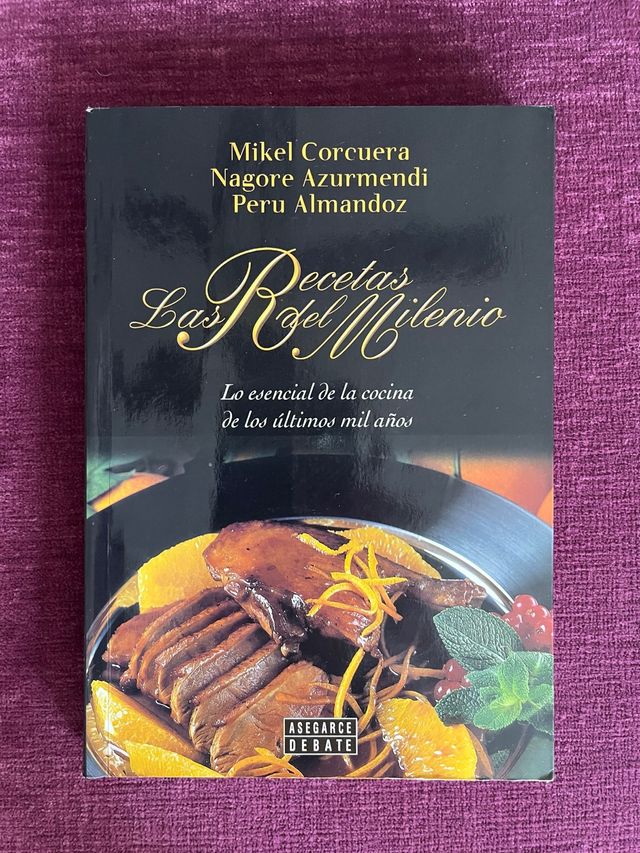 Mikel Corcuera
Nagore Azurmendi
Peru Almandoz
Las Recetas del Milenio
Lo esencial de la cocina
de los últimos mil años
ASEGARCE
DEBATE